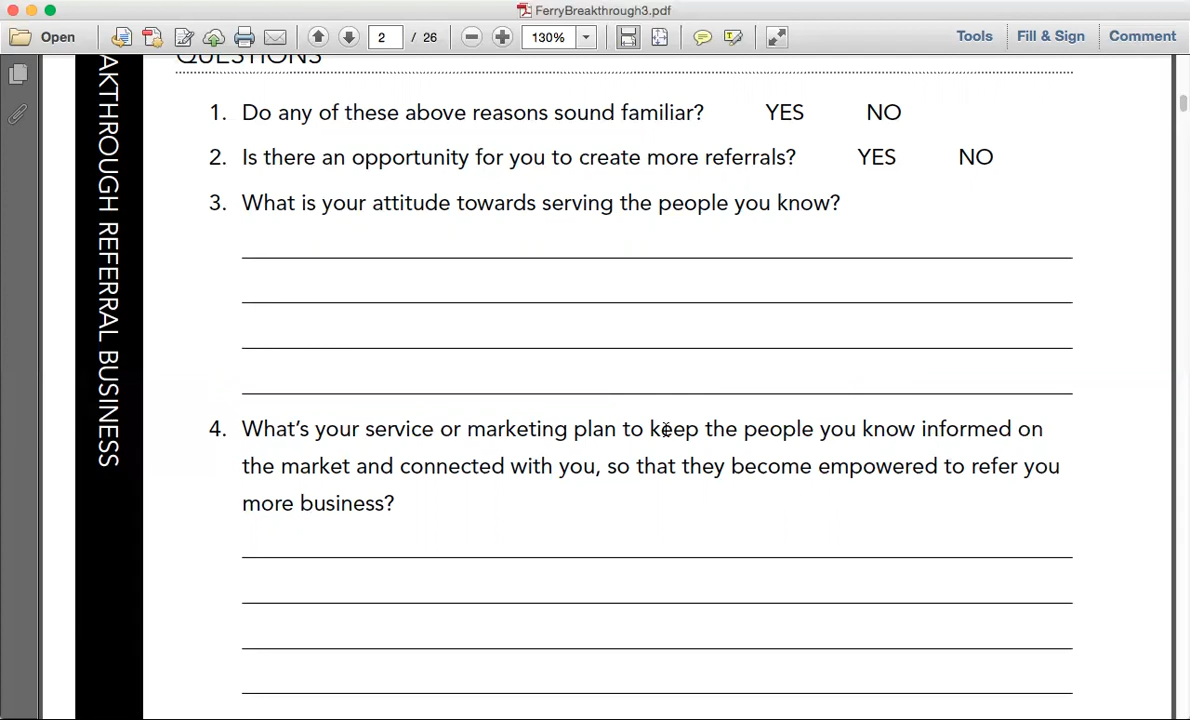 FerryBreakthrough3.pdf
Open
2 / 26
130%
Tools
Fill & Sign
Comment
QUESTIONS
AKTHROUGH REFERRAL BUSINESS
1. Do any of these above reasons sound familiar? YES NO
2. Is there an opportunity for you to create more referrals? YES NO
3. What is your attitude towards serving the people you know?
4. What's your service or marketing plan to keep the people you know informed on
the market and connected with you, so that they become empowered to refer you
more business?